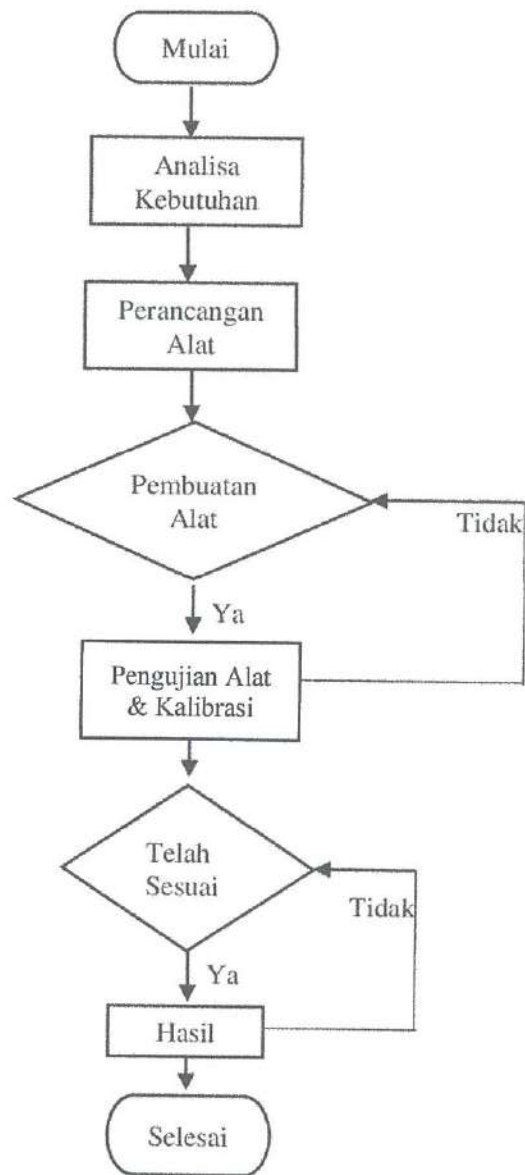 Mulai
Analisa
Kebutuhan
Perancangan
Alat
Pembuatan
Alat
Tidak
Ya
Pengujian Alat
& Kalibrasi
Telah
Sesuai
Tidak
Ya
Hasil
Selesai